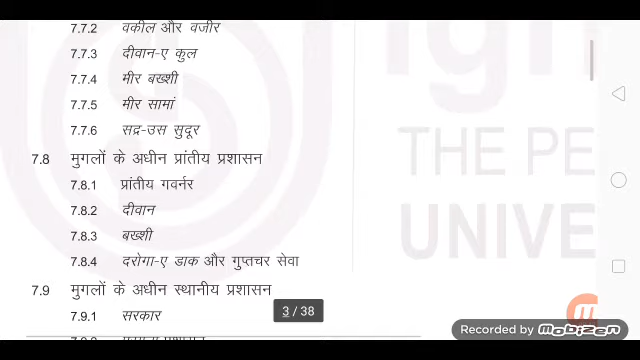 7.7.2 वकील और वजीर
7.7.3 दीवान-ए कुल
7.7.4 मीर बख्शी
7.7.5 मीर सामां
7.7.6 सद्र-उस सुदूर
7.8 मुगलों के अधीन प्रांतीय प्रशासन
7.8.1 प्रांतीय गवर्नर
7.8.2 दीवान
7.8.3 बख्शी
7.8.4 दरोगा-ए डाक और गुप्तचर सेवा
7.9 मुगलों के अधीन स्थानीय प्रशासन
7.9.1 सरकार
3 / 38
THE PE
UNIVE
Recorded by Mobizen